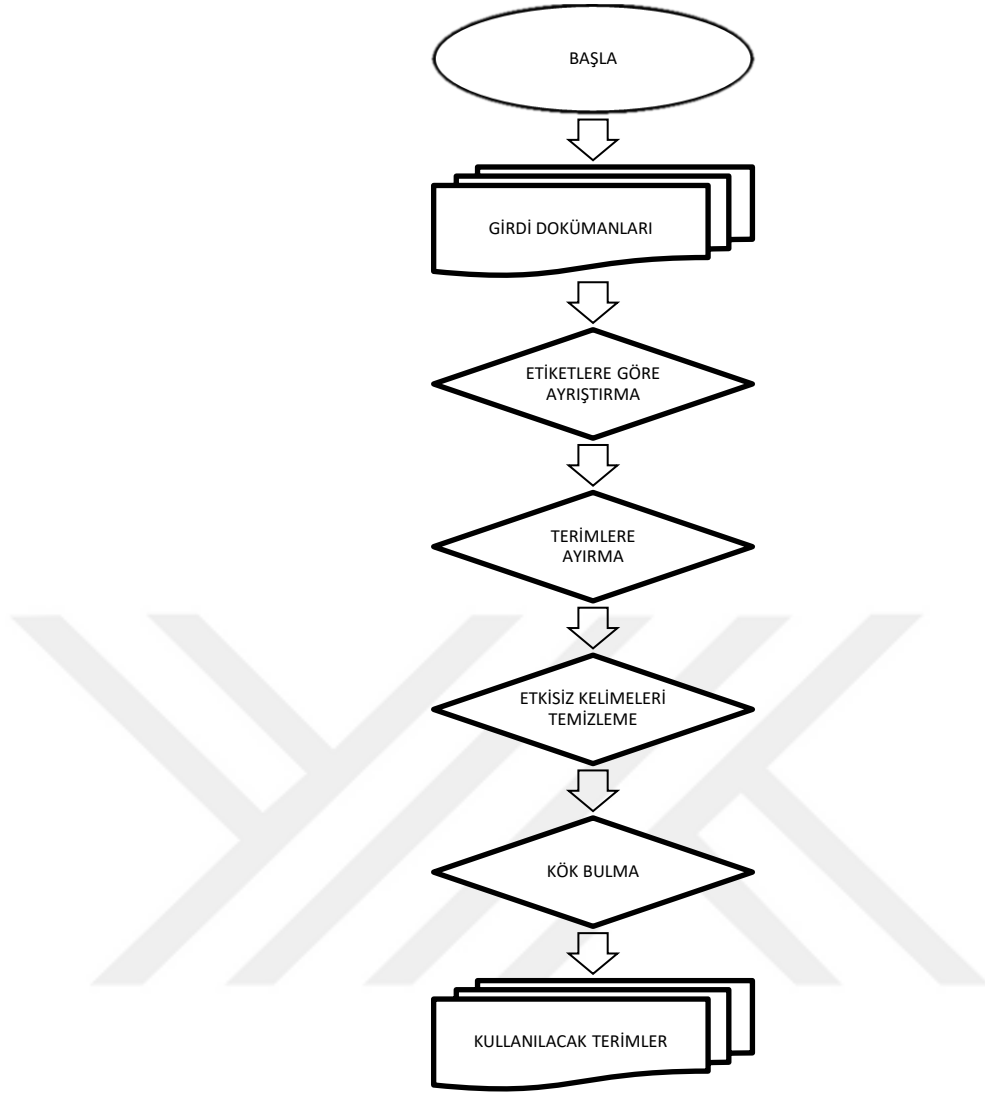 BAŞLA
GİRDİ DOKÜMANLARI
ETİKETLERE GÖRE
AYRIŞTIRMA
TERİMLERE
AYIRMA
ETKİSİZ KELİMELERİ
TEMİZLEME
KÖK BULMA
KULLANILACAK TERİMLER